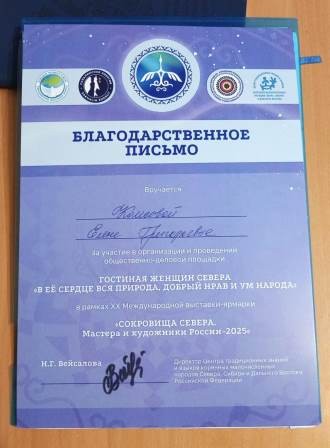 БЛАГОДАРСТВЕННОЕ
ПИСЬМО
Вручается
Елене Григорьевне
за участие в организации и проведении
общественно-деловой площадки
ГОСТИНАЯ ЖЕНЩИН СЕВЕРА
«В ЕЁ СЕРДЦЕ ВСЯ ПРИРОДА, ДОБРЫЙ НРАВ И УМ НАРОДА»
в рамках XX Международной выставки-ярмарки
«СОКРОВИЩА СЕВЕРА.
Мастера и художники России-2025»
Н.Г. Вейсалова
Директор Центра традиционных знаний
и языков коренных малочисленных
народов Севера, Сибири и Дальнего Востока
Российской Федерации